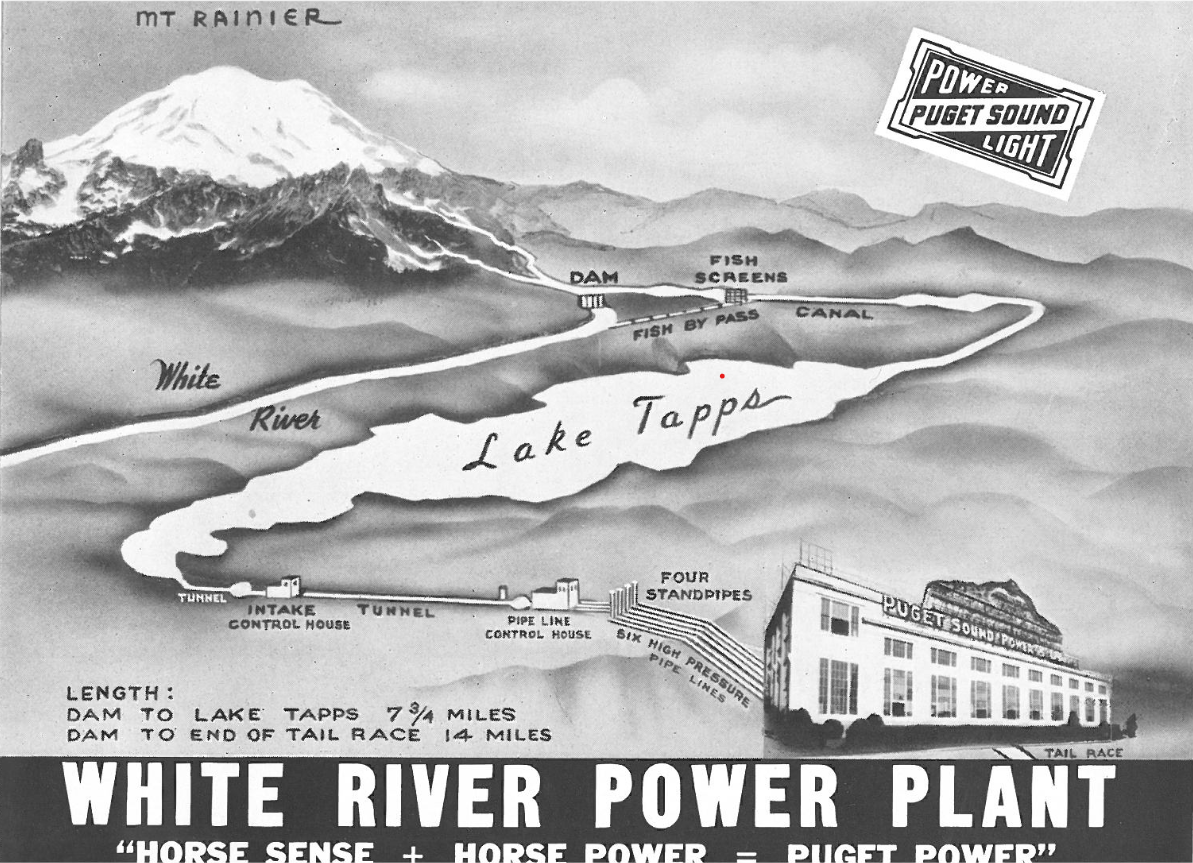 MT RAINIER
POWER
PUGET SOUND
LIGHT
DAM
FISH
SCREENS
FISH BY PASS
CANAL
White
River
Lake Tapps
TUNNEL
INTAKE
CONTROL HOUSE
TUNNEL
PIPE LINE
CONTROL HOUSE
FOUR
STANDPIPES
SIX HIGH PRESSURE
PIPE LINES
PUGET SOUND POWER &
TAIL RACE
LENGTH:
DAM TO LAKE TAPPS 7 3/4 MILES
DAM TO END OF TAIL RACE 14 MILES
WHITE RIVER POWER PLANT
"HORSE SENSE + HORSE POWER = PUGET POWER"